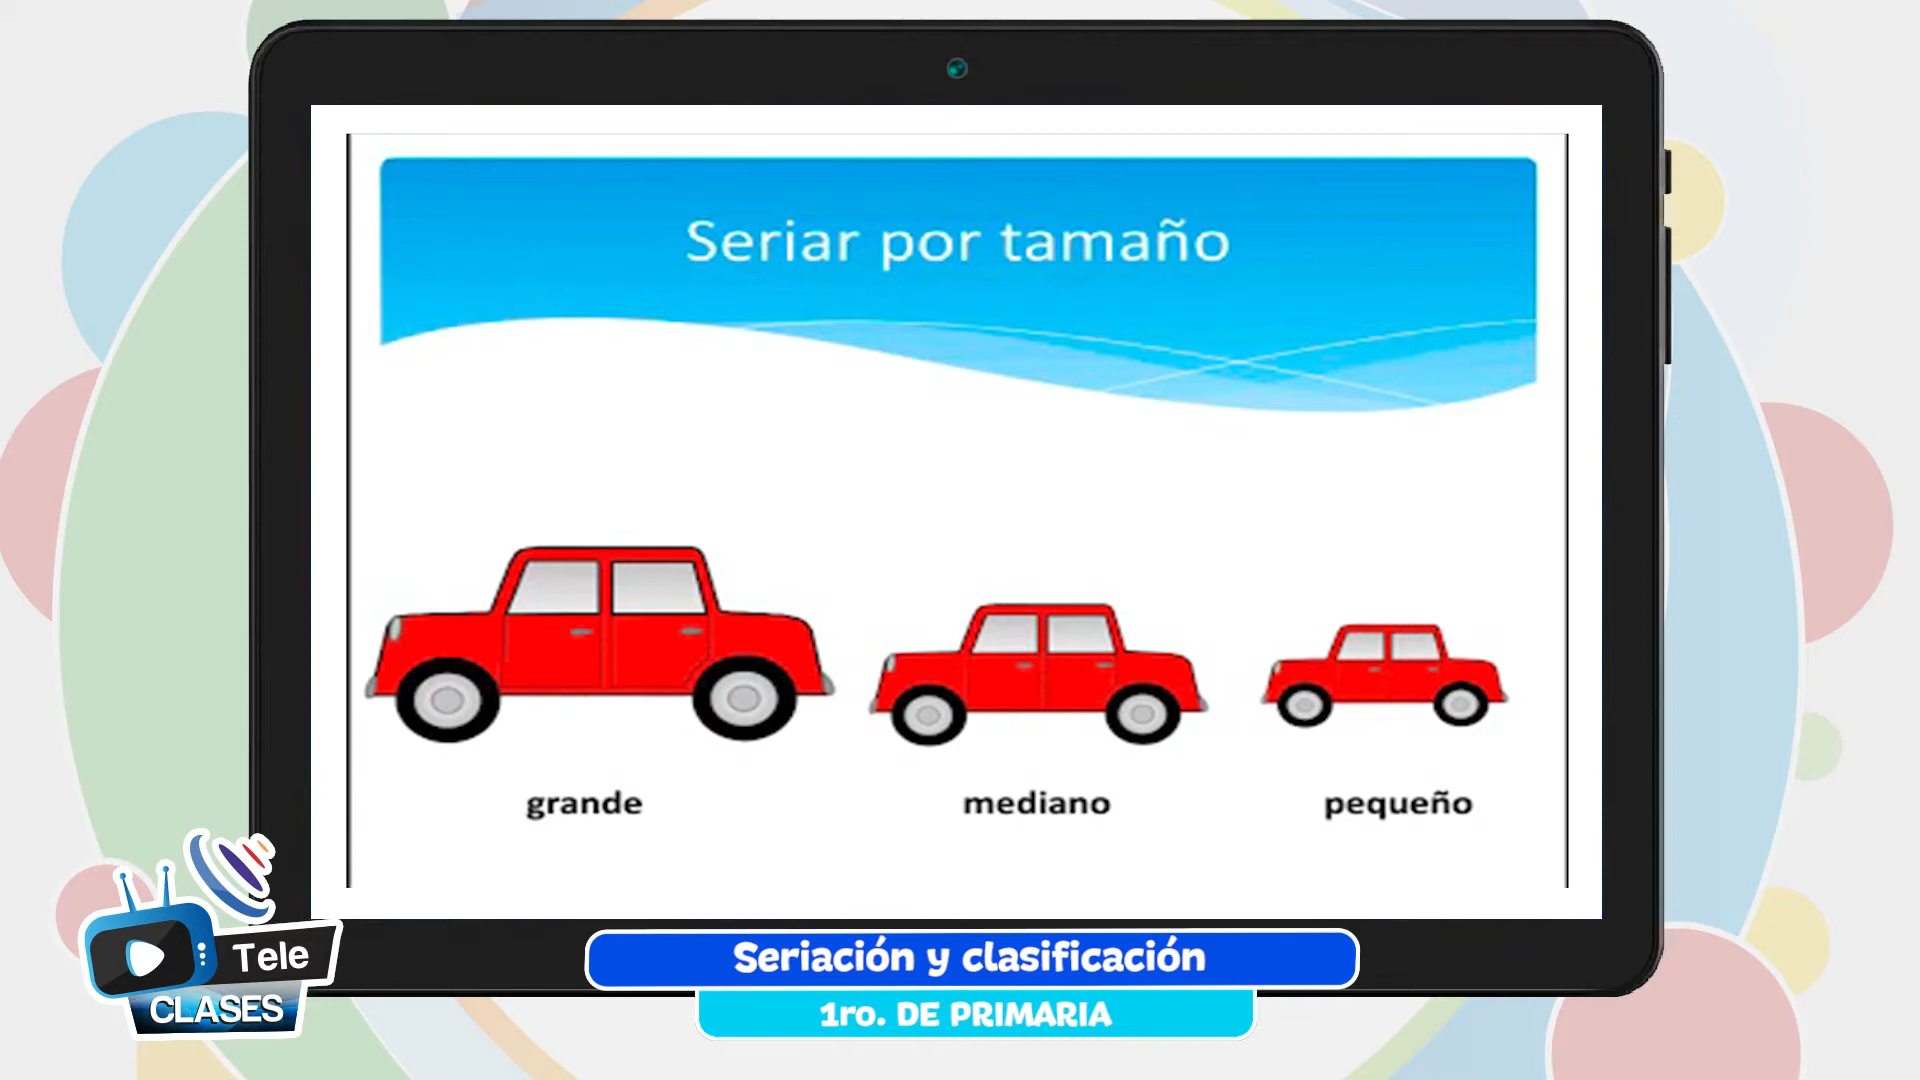 Seriar por tamaño
grande
mediano
pequeño
Tele
CLASES
Seriación y clasificación
1ro. DE PRIMARIA